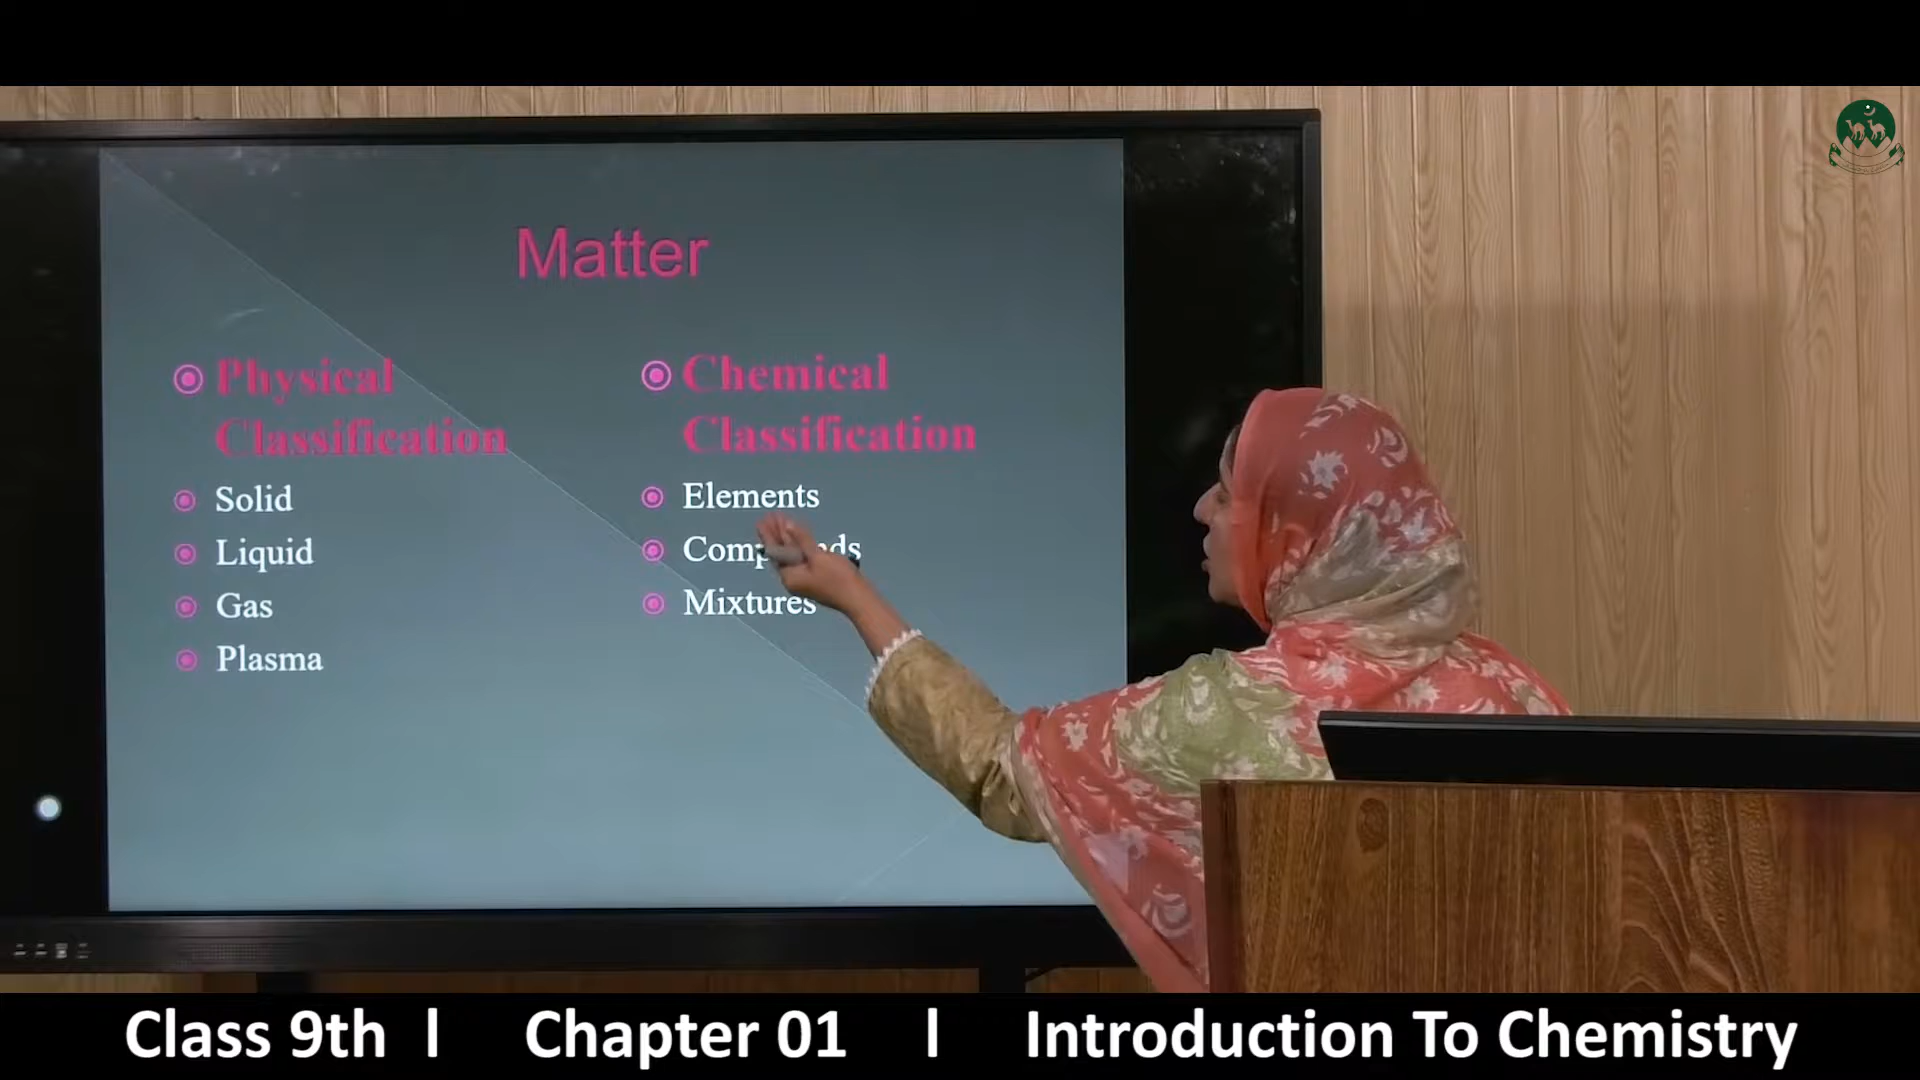 Matter
Physical
Classification
Solid
Liquid
Gas
Plasma
Chemical
Classification
Elements
Mixtures
Class 9th l Chapter 01 l Introduction To Chemistry